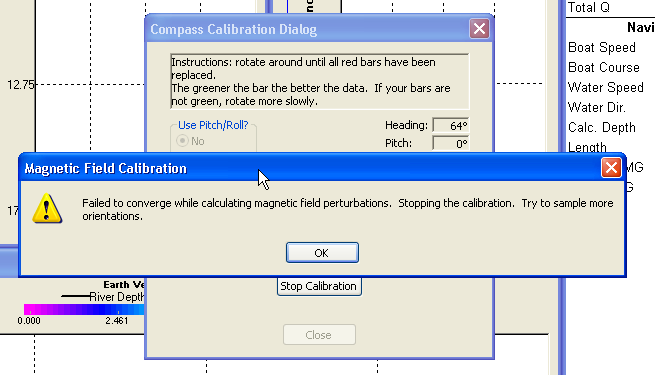 Total Q
Navi
Compass Calibration Dialog
Boat Speed
Instructions: rotate around until all red bars have been
replaced.
The greener the bar the better the data. If your bars are
not green, rotate more slowly.
Boat Course
Water Speed
12.75
Water Dir.
Use Pitch/Roll?
Heading: 64°
Calc. Depth
No
Pitch: 0°
Length
Magnetic Field Calibration
MG
Failed to converge while calculating magnetic field perturbations. Stopping the calibration. Try to sample more
orientations.
17
OK
Earth Ve
Stop Calibration
River Depth
0.000 2.461
Close